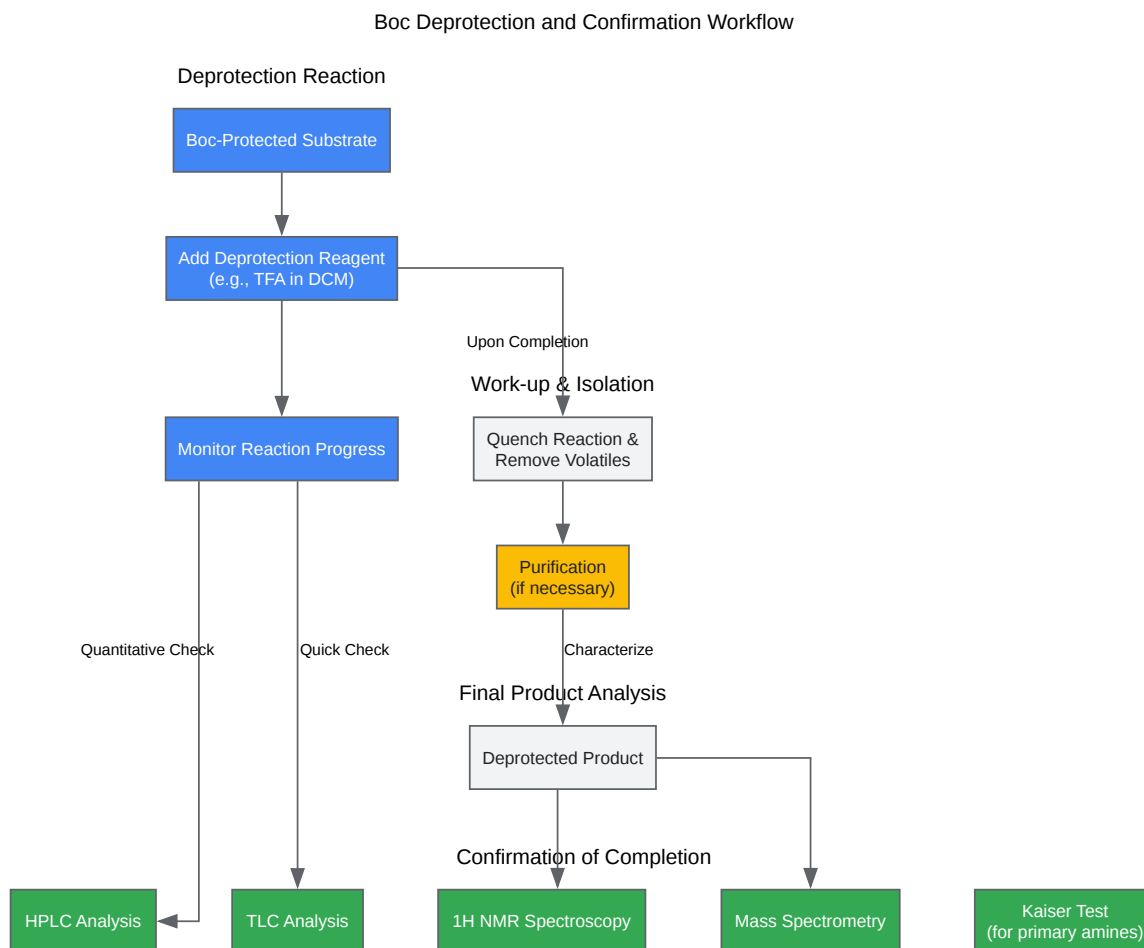 Boc Deprotection and Confirmation Workflow
Deprotection Reaction
Boc-Protected Substrate
Add Deprotection Reagent
(e.g., TFA in DCM)
Upon Completion
Work-up & Isolation
Monitor Reaction Progress
Quench Reaction &
Remove Volatiles
Purification
(if necessary)
Quantitative Check
Quick Check
Characterize
Final Product Analysis
Deprotected Product
Confirmation of Completion
HPLC Analysis
TLC Analysis
1H NMR Spectroscopy
Mass Spectrometry
Kaiser Test
(for primary amines)